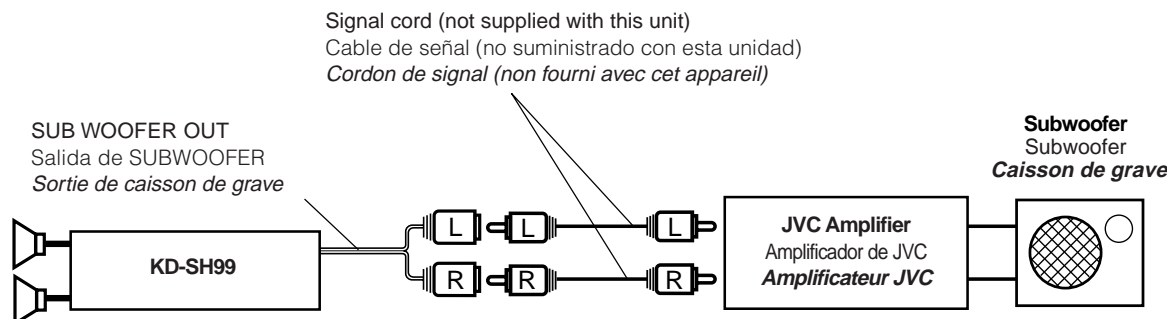 Signal cord (not supplied with this unit)
Cable de señal (no suministrado con esta unidad)
Cordon de signal (non fourni avec cet appareil)
SUB WOOFER OUT
Salida de SUBWOOFER
Sortie de caisson de grave
Subwoofer
Subwoofer
Caisson de grave
KD-SH99
L L L
R R R
JVC Amplifier
Amplificador de JVC
Amplificateur JVC